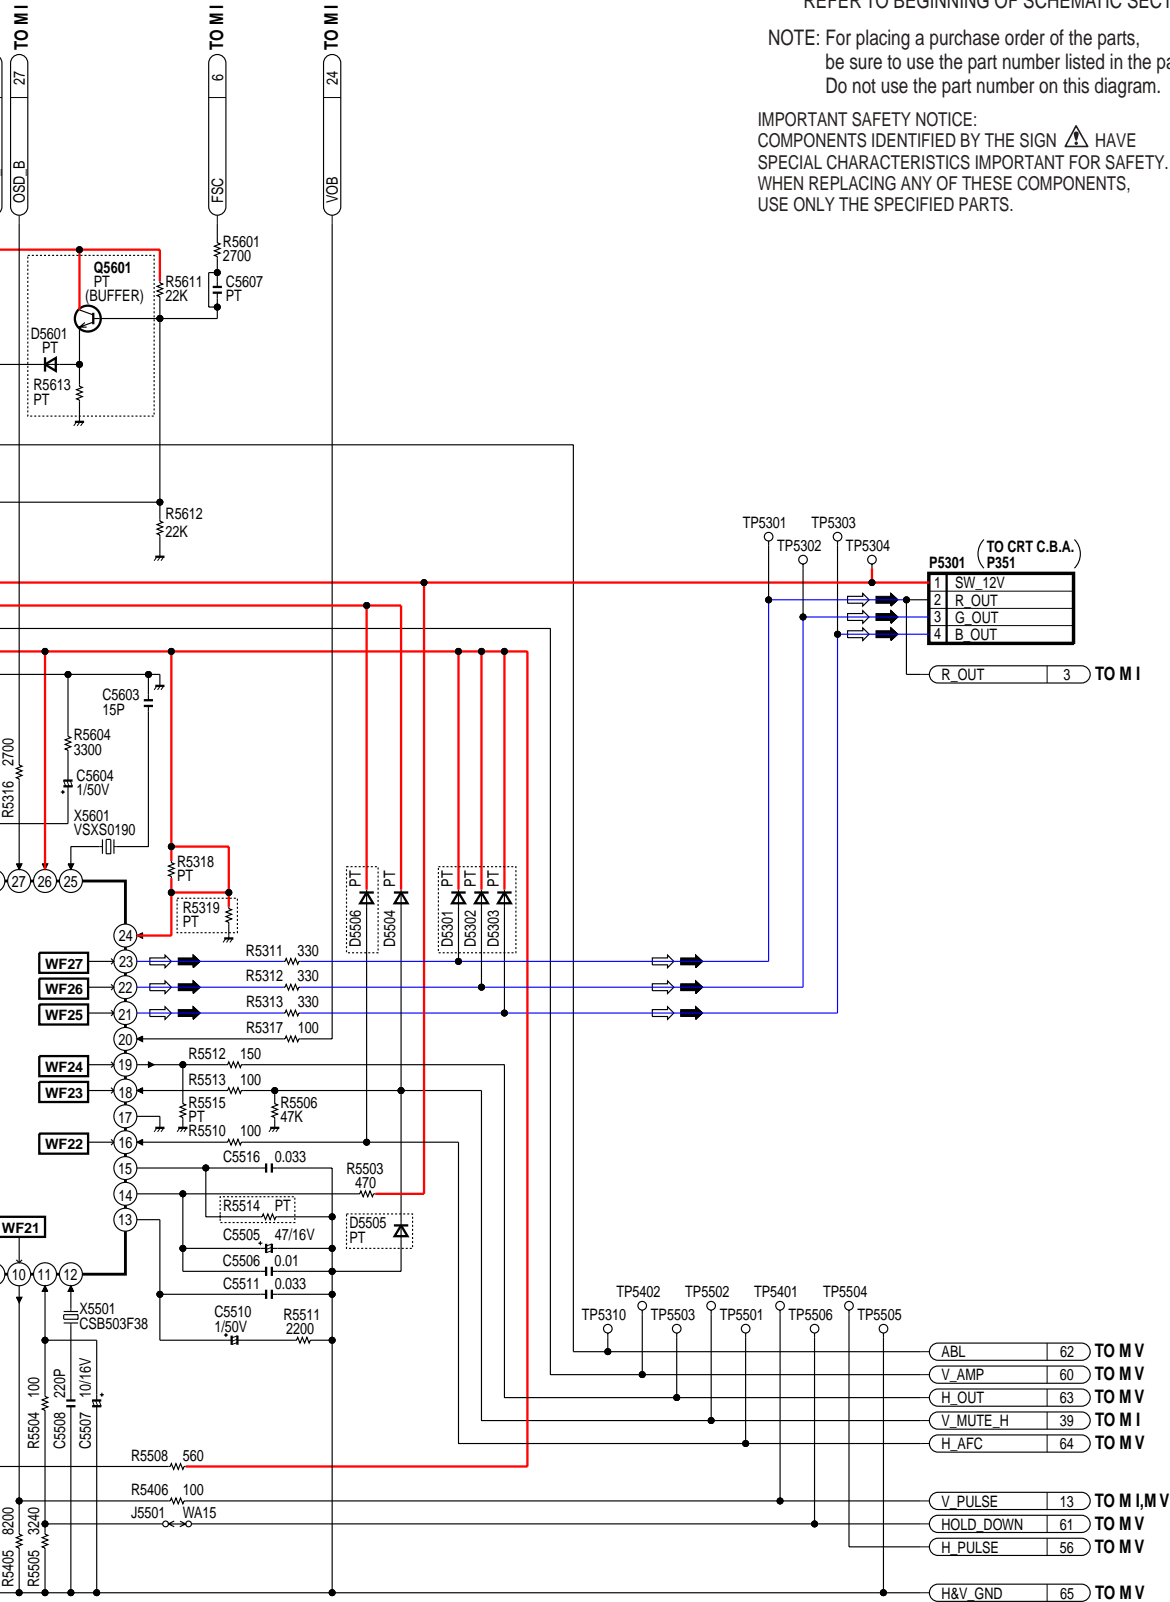 REFER TO BEGINNING OF SCHEMATIC SECT
NOTE: For placing a purchase order of the parts,
be sure to use the part number listed in the pa
Do not use the part number on this diagram.
IMPORTANT SAFETY NOTICE:
COMPONENTS IDENTIFIED BY THE SIGN ⚠ HAVE
SPECIAL CHARACTERISTICS IMPORTANT FOR SAFETY.
WHEN REPLACING ANY OF THESE COMPONENTS,
USE ONLY THE SPECIFIED PARTS.
TO M I
27
OSD_B
TO M I
6
FSC
TO M I
24
VOB
R5601
2700
Q5601
PT
(BUFFER)
R5611
22K
C5607
PT
D5601
PT
R5613
PT
R5612
22K
TP5301
TP5303
TP5302
TP5304
P5301
(TO CRT C.B.A.)
P351
1 SW_12V
2 R_OUT
3 G_OUT
4 B_OUT
R_OUT 3 TO M I
C5603
15P
R5604
3300
R5316 2700
C5604
1/50V
X5601
VSXS0190
R5318
PT
R5319
PT
27 26 25
D5506 PT
D5504 PT
D5301 PT
D5302 PT
D5303 PT
24
WF27 23 R5311 330
WF26 22 R5312 330
WF25 21 R5313 330
20 R5317 100
WF24 19 R5512 150
WF23 18 R5513 100
R5515
PT
R5506
47K
17
WF22 16 R5510 100
15 C5516 0.033
14 R5503
470
R5514 PT
13
D5505
PT
C5505 47/16V
C5506 0.01
C5511 0.033
C5510
1/50V
R5511
2200
WF21
10 11 12
X5501
CSB503F38
R5504 100
C5508 220P
C5507 10/16V
TP5402
TP5502
TP5401
TP5504
TP5310
TP5503
TP5501
TP5506
TP5505
ABL 62 TO M V
V_AMP 60 TO M V
H_OUT 63 TO M V
V_MUTE_H 39 TO M I
H_AFC 64 TO M V
R5508 560
R5406 100
J5501 WA15
R5405 8200
R5505 3240
V_PULSE 13 TO M I,M V
HOLD_DOWN 61 TO M V
H_PULSE 56 TO M V
H&V_GND 65 TO M V